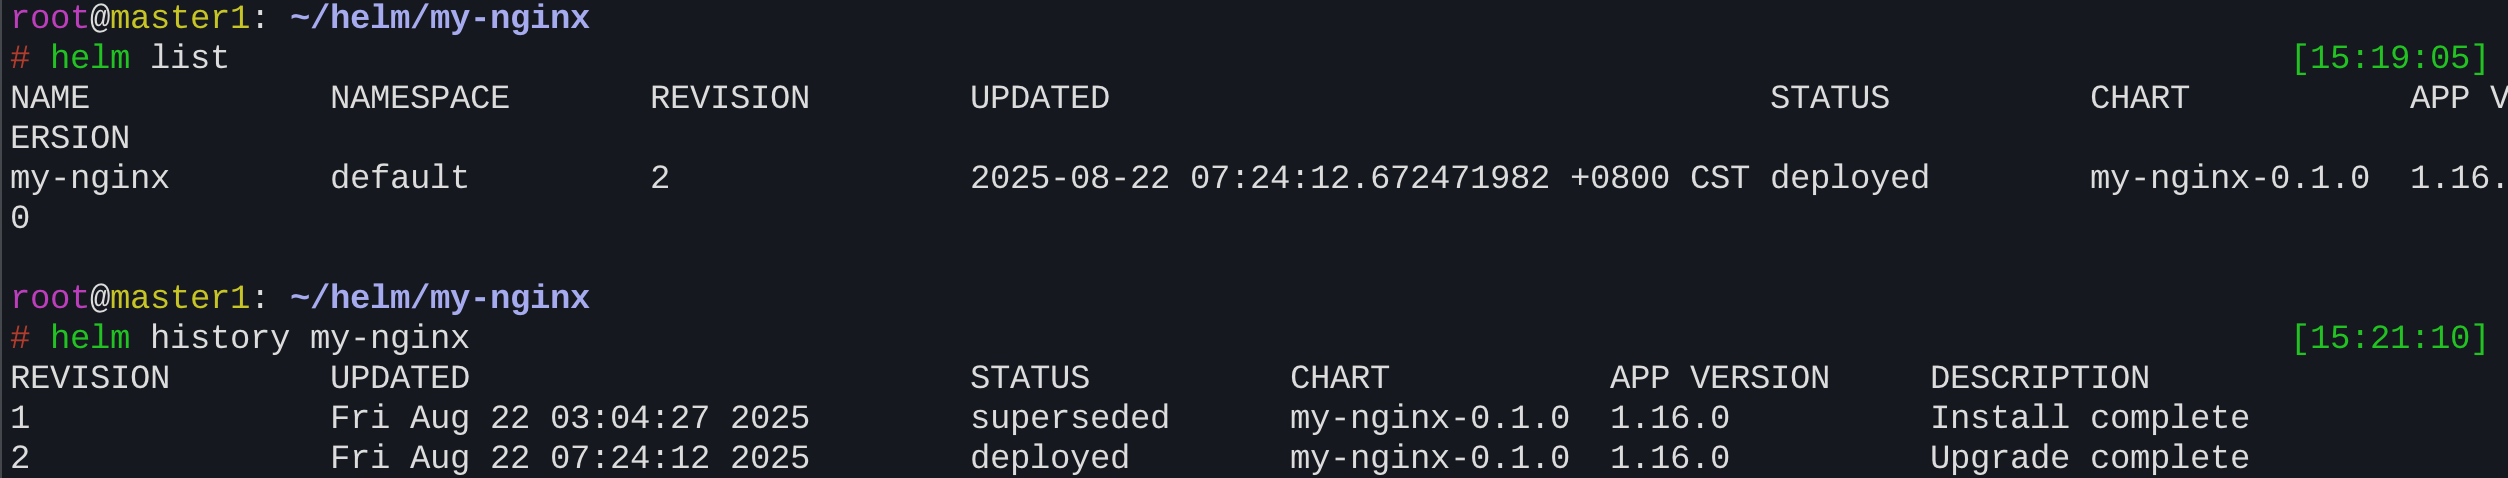 root@master1: ~/helm/my-nginx
# helm list [15:19:05]
NAME NAMESPACE REVISION UPDATED STATUS CHART APP V
ERSION
my-nginx default 2 2025-08-22 07:24:12.672471982 +0800 CST deployed my-nginx-0.1.0 1.16.
0
root@master1: ~/helm/my-nginx
# helm history my-nginx [15:21:10]
REVISION UPDATED STATUS CHART APP VERSION DESCRIPTION
1 Fri Aug 22 03:04:27 2025 superseded my-nginx-0.1.0 1.16.0 Install complete
2 Fri Aug 22 07:24:12 2025 deployed my-nginx-0.1.0 1.16.0 Upgrade complete